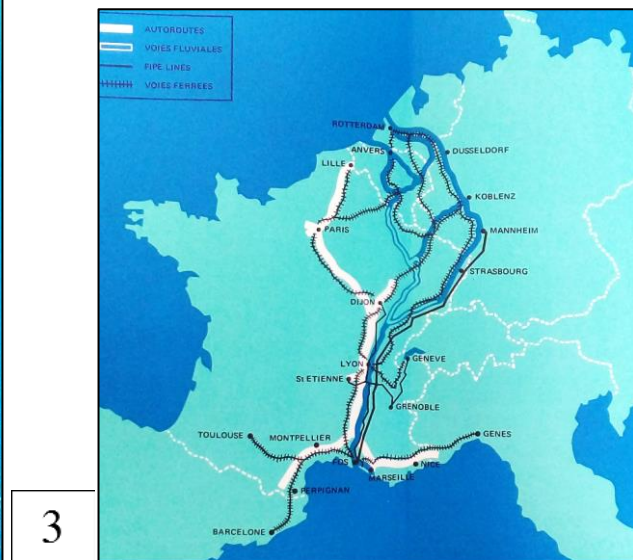 AUTOROUTES
VOIES FLUVIALES
PIPE LINES
VOIES FERREES
ROTTERDAM
ANVERS
DUSSELDORF
LILLE
KOBLENZ
PARIS
MANNHEIM
STRASBOURG
DIJON
LYON
GENEVE
St ETIENNE
GRENOBLE
TOULOUSE
MONTPELLIER
GENES
FOS
NICE
MARSEILLE
PERPIGNAN
BARCELONE
3